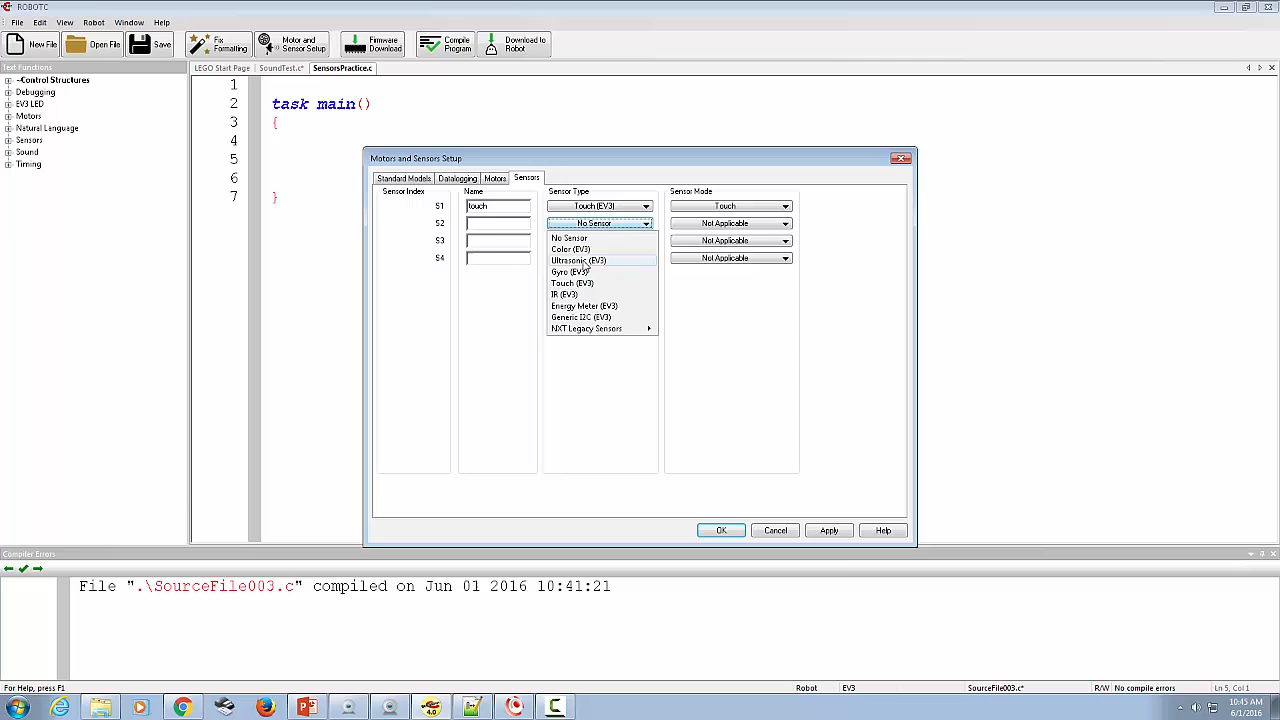 ROBOTC
File Edit View Robot Window Help
New File Open File Save Fix Formatting Motor and Sensor Setup Firmware Download Compile Program Download to Robot
Text Functions
LEGO Start Page SoundTest.c* SensorsPractice.c
--Control Structures
Debugging
EV3 LED
Motors
Natural Language
Sensors
Sound
Timing
1
2 task main()
3 {
4
5
6
7 }
Motors and Sensors Setup
Standard Models Datalogging Motors Sensors
Sensor Index Name Sensor Type Sensor Mode
S1 touch Touch (EV3) Touch
S2 No Sensor Not Applicable
S3 Not Applicable
S4 Not Applicable
No Sensor
Color (EV3)
Ultrasonic (EV3)
Gyro (EV3)
Touch (EV3)
IR (EV3)
Energy Meter (EV3)
Generic I2C (EV3)
NXT Legacy Sensors
OK Cancel Apply Help
Compiler Errors
File ".\SourceFile003.c" compiled on Jun 01 2016 10:41:21
For Help, press F1 Robot EV3 SourceFile003.c* R/W No compile errors Ln 5, Col 1
4.0
10:45 AM
6/1/2016